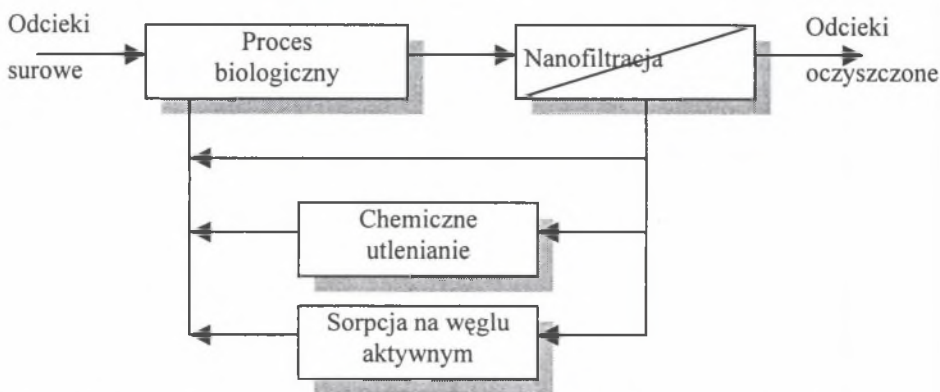 Odcieki
surowe
Proces
biologiczny
Nanofiltracja
Odcieki
oczyszczone
Chemiczne
utlenianie
Sorpcja na węglu
aktywnym